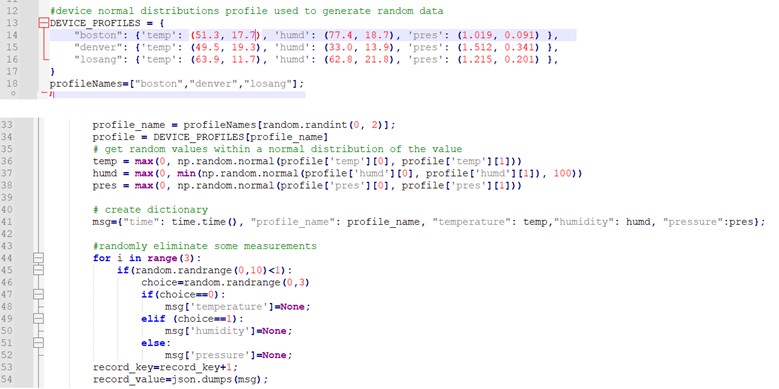 11
12 #device normal distributions profile used to generate random data
13 DEVICE_PROFILES = {
14 "boston": {'temp': (51.3, 17.7), 'humd': (77.4, 18.7), 'pres': (1.019, 0.091) },
15 "denver": {'temp': (49.5, 19.3), 'humd': (33.0, 13.9), 'pres': (1.512, 0.341) },
16 "losang": {'temp': (63.9, 11.7), 'humd': (62.8, 21.8), 'pres': (1.215, 0.201) },
17 }
18 profileNames=["boston","denver","losang"];
33 profile_name = profileNames[random.randint(0, 2)];
34 profile = DEVICE_PROFILES[profile_name]
35 # get random values within a normal distribution of the value
36 temp = max(0, np.random.normal(profile['temp'][0], profile['temp'][1]))
37 humd = max(0, min(np.random.normal(profile['humd'][0], profile['humd'][1]), 100))
38 pres = max(0, np.random.normal(profile['pres'][0], profile['pres'][1]))
39
40 # create dictionary
41 msg={"time": time.time(), "profile_name": profile_name, "temperature": temp,"humidity": humd, "pressure":pres};
42
43 #randomly eliminate some measurements
44 for i in range(3):
45 if(random.randrange(0,10)<1):
46 choice=random.randrange(0,3)
47 if(choice==0):
48 msg['temperature']=None;
49 elif (choice==1):
50 msg['humidity']=None;
51 else:
52 msg['pressure']=None;
53 record_key=record_key+1;
54 record_value=json.dumps(msg);